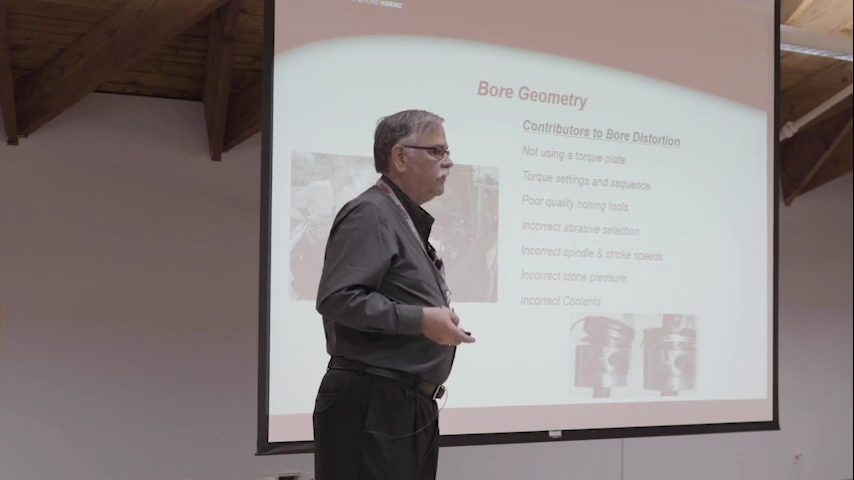 HONING
Bore Geometry
Contributors to Bore Distortion
Not using a torque plate.
Torque settings and sequence.
Poor quality honing tools.
Incorrect abrasive selection
Incorrect spindle & stroke speeds.
Incorrect stone pressure.
Incorrect Coolants